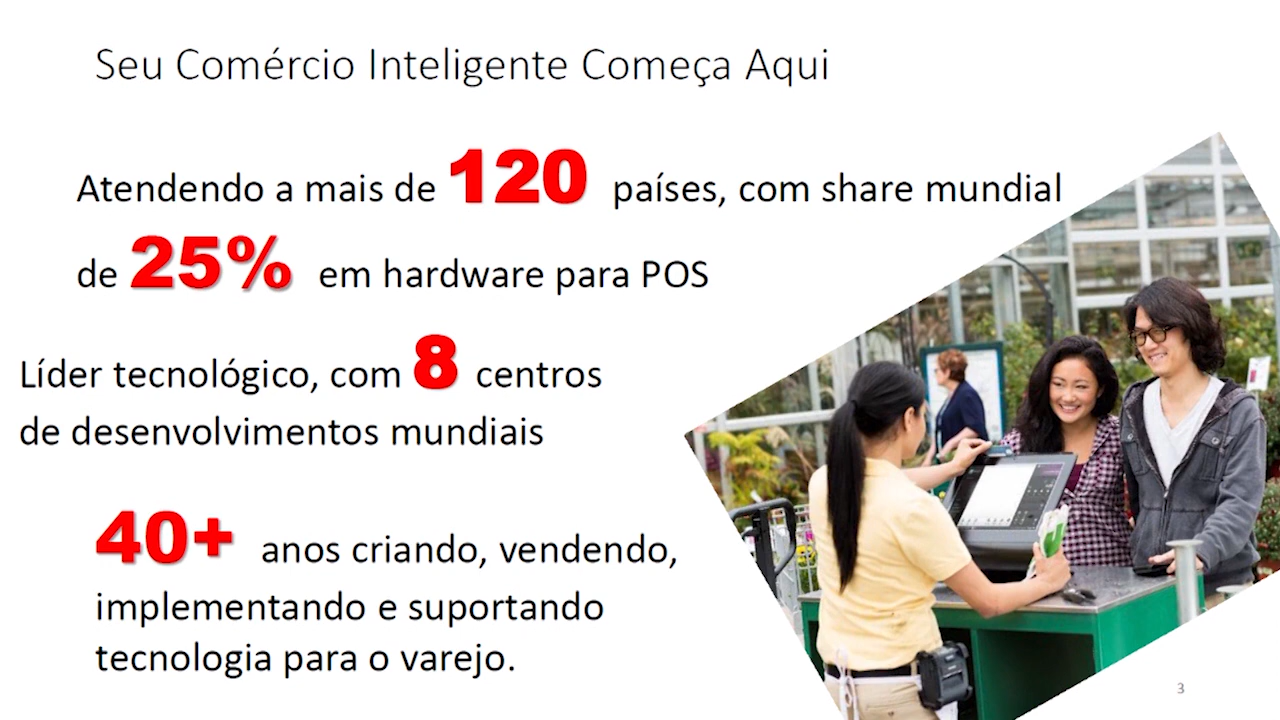 Seu Comércio Inteligente Começa Aqui
Atendendo a mais de 120 países, com share mundial
de 25% em hardware para POS
Líder tecnológico, com 8 centros
de desenvolvimentos mundiais
40+ anos criando, vendendo,
implementando e suportando
tecnologia para o varejo.
3